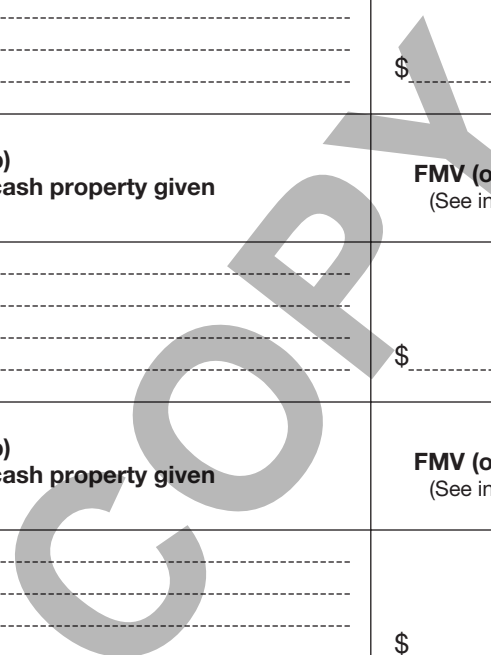 $
)
cash property given
FMV (o
(See in
$
)
cash property given
FMV (o
(See in
$
COPY